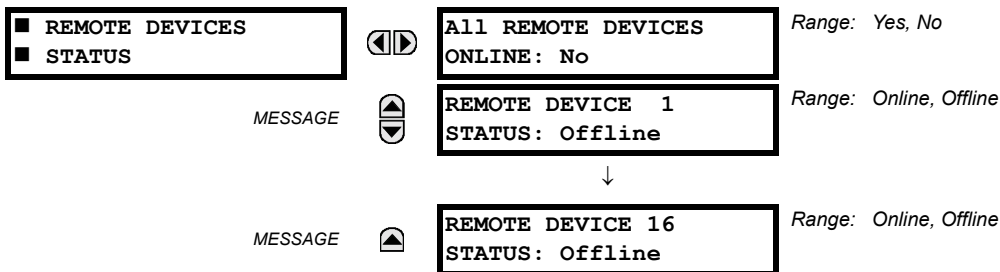 ■ REMOTE DEVICES
■ STATUS
All REMOTE DEVICES
ONLINE: No
Range: Yes, No
MESSAGE
REMOTE DEVICE 1
STATUS: Offline
Range: Online, Offline
↓
MESSAGE
REMOTE DEVICE 16
STATUS: Offline
Range: Online, Offline